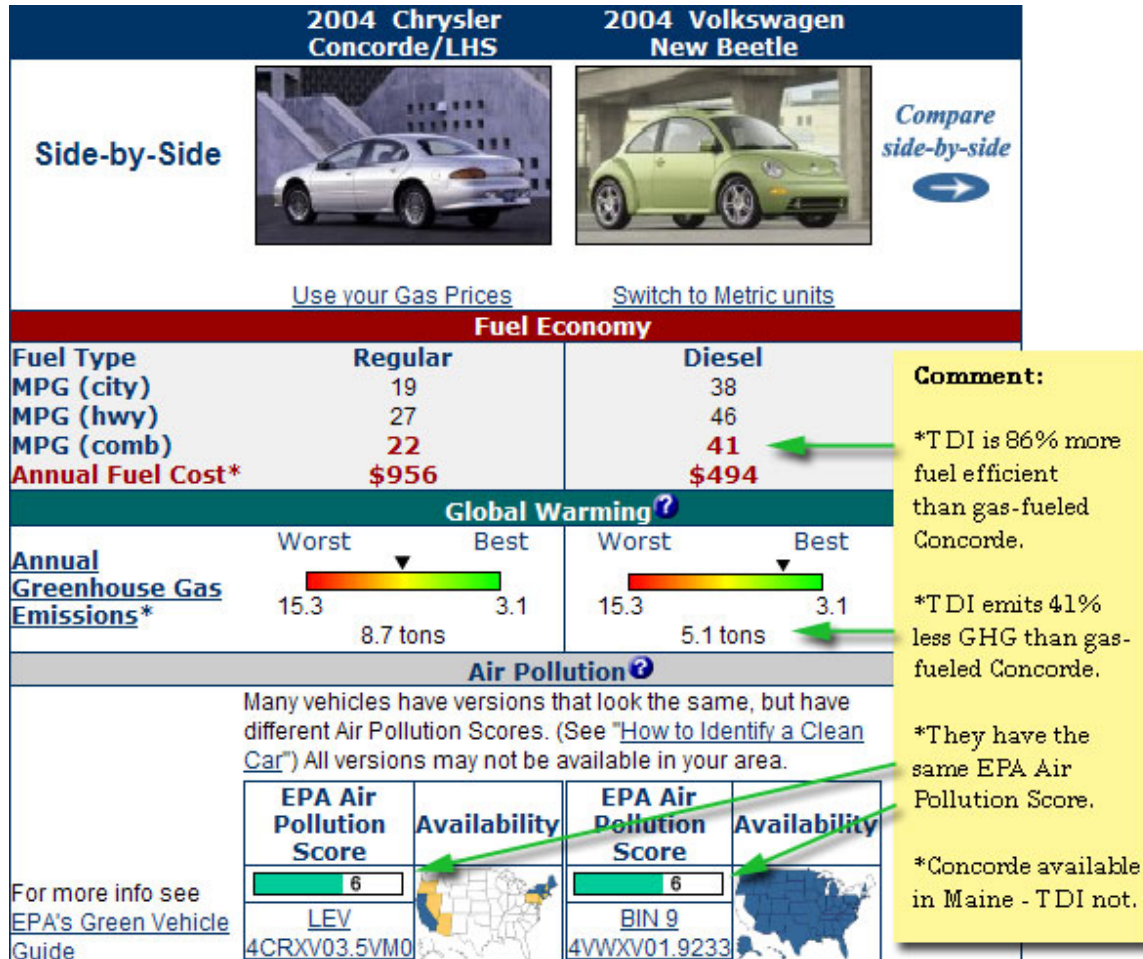 2004 Chrysler Concorde/LHS
2004 Volkswagen New Beetle
Side-by-Side
Compare side-by-side
Use your Gas Prices
Switch to Metric units
Fuel Economy
Fuel Type Regular Diesel
MPG (city) 19 38
MPG (hwy) 27 46
MPG (comb) 22 41
Annual Fuel Cost* $956 $494
Global Warming?
Annual
Greenhouse Gas
Emissions*
Worst Best
15.3 3.1
8.7 tons
Worst Best
15.3 3.1
5.1 tons
Air Pollution?
Many vehicles have versions that look the same, but have
different Air Pollution Scores. (See "How to Identify a Clean
Car") All versions may not be available in your area.
For more info see
EPA's Green Vehicle
Guide
EPA Air
Pollution
Score
Availability
6
LEV
4CRXV03.5VM0
EPA Air
Pollution
Score
Availability
6
BIN 9
4VWXV01.9233
Comment:
*TDI is 86% more
fuel efficient
than gas-fueled
Concorde.
*TDI emits 41%
less GHG than gas-
fueled Concorde.
*They have the
same EPA Air
Pollution Score.
*Concorde available
in Maine - TDI not.